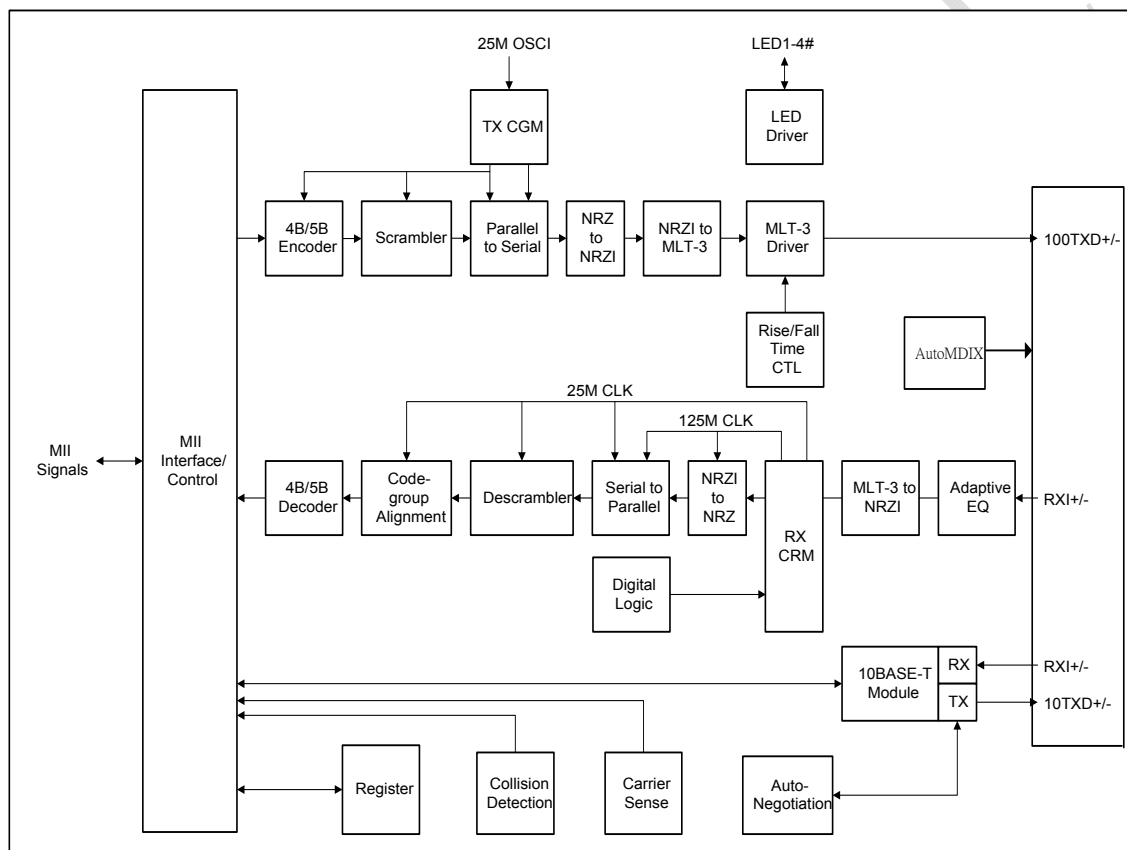 25M OSCI
LED1-4#
TX CGM
LED
Driver
4B/5B
Encoder
Scrambler
Parallel
to Serial
NRZ
to
NRZI
NRZI to
MLT-3
MLT-3
Driver
100TXD+/-
Rise/Fall
Time
CTL
AutoMDIX
25M CLK
125M CLK
MII
Signals
MII
Interface/
Control
4B/5B
Decoder
Code-
group
Alignment
Descrambler
Serial to
Parallel
NRZI
to
NRZ
RX
CRM
MLT-3 to
NRZI
Adaptive
EQ
RXI+/-
Digital
Logic
10BASE-T
Module
RX
TX
RXI+/-
10TXD+/-
Register
Collision
Detection
Carrier
Sense
Auto-
Negotiation